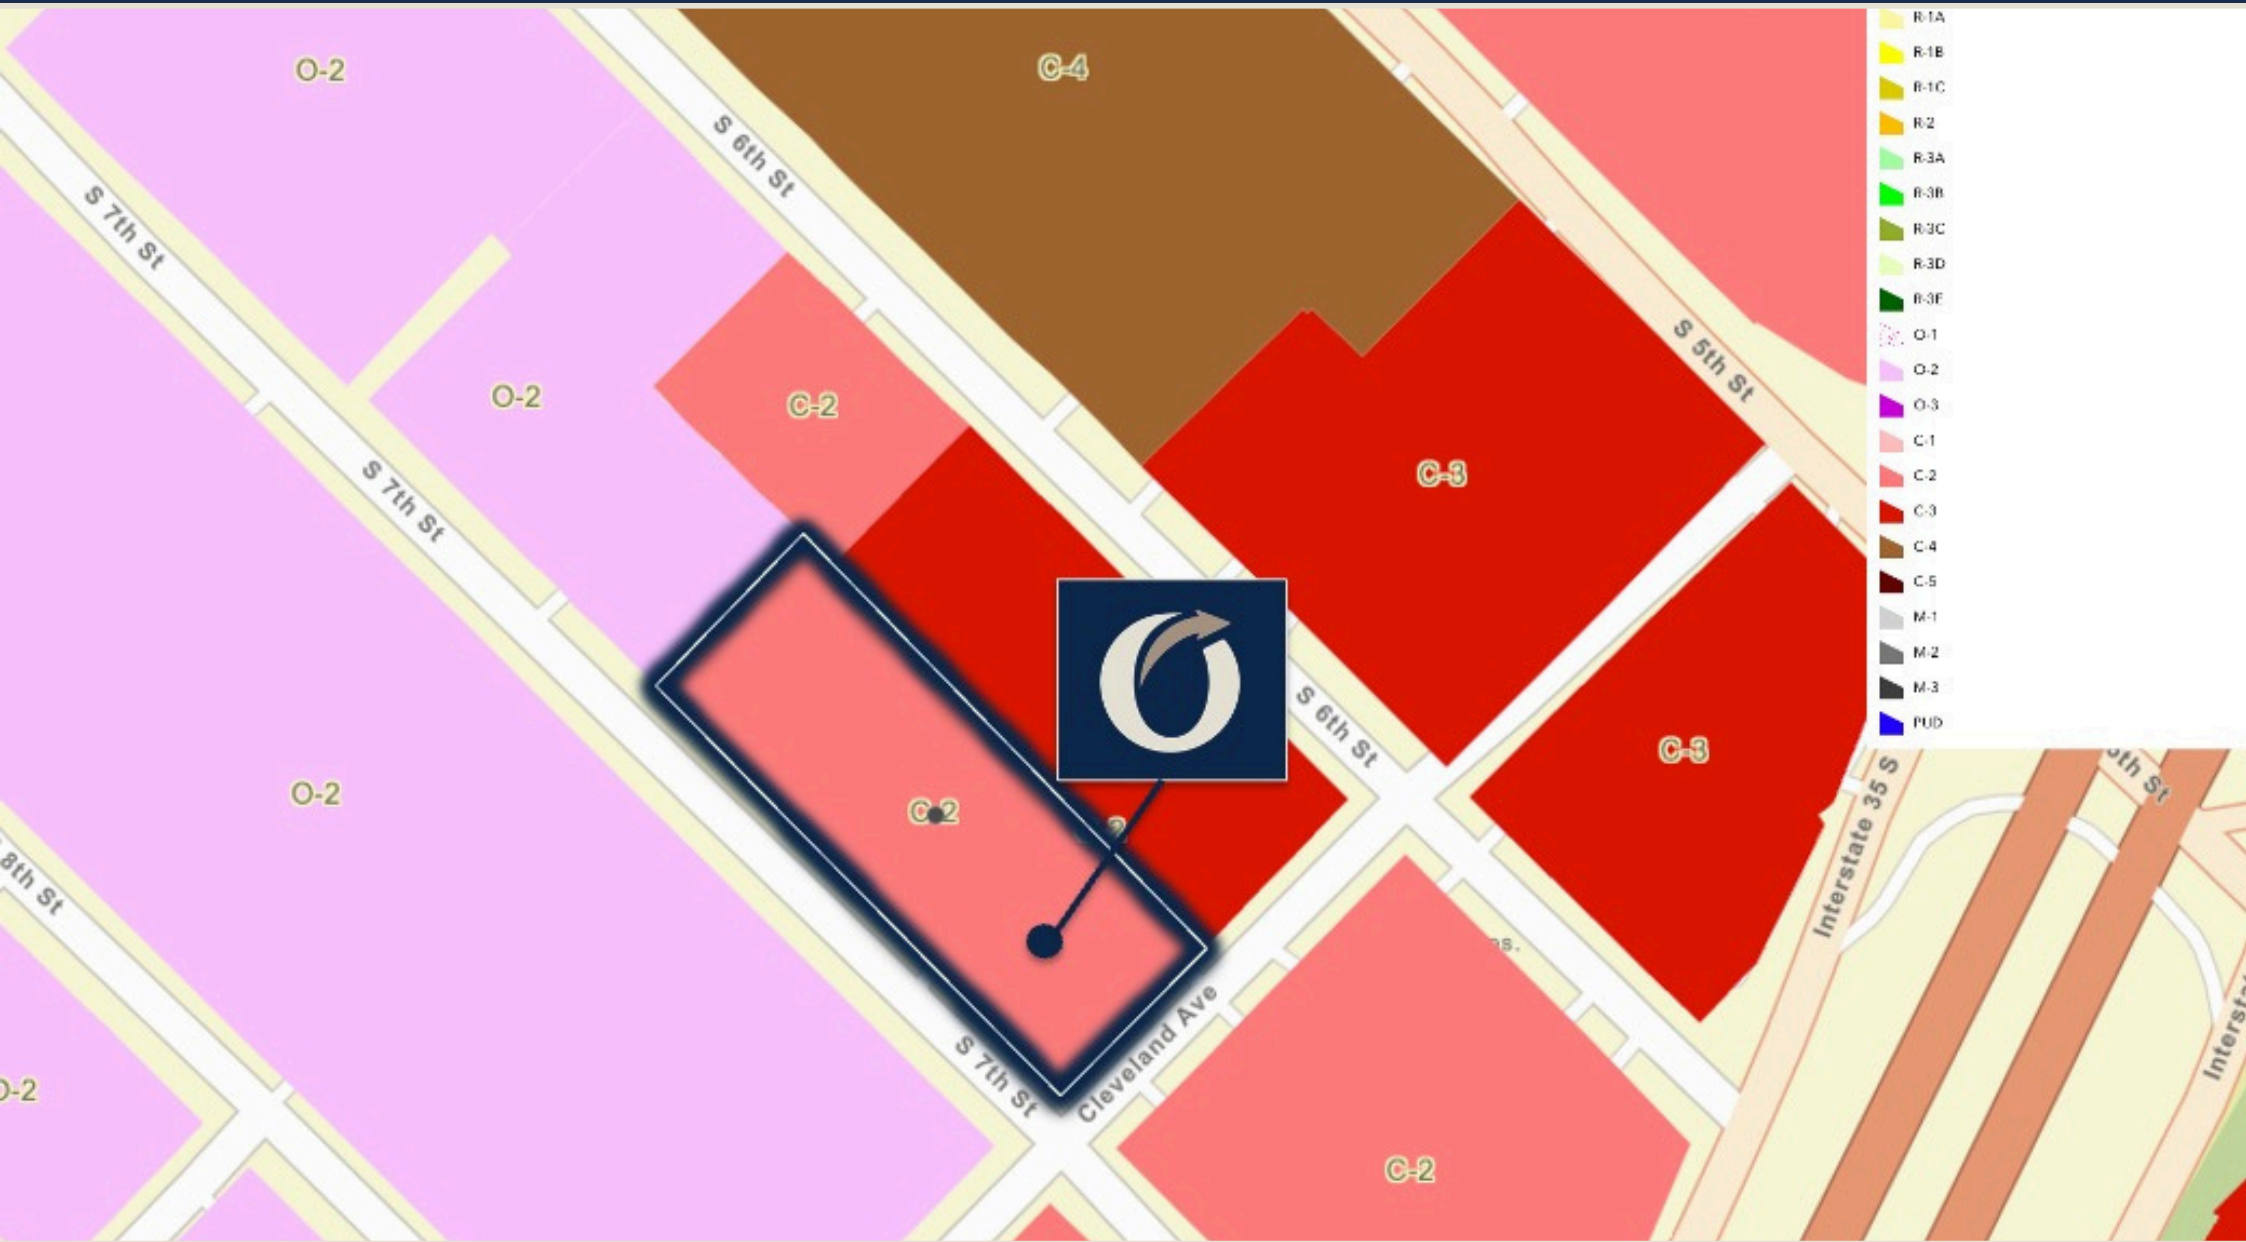 O-2
C-4
S 6th St
S 7th St
S 5th St
O-2
C-2
S 7th St
C-3
S 6th St
C-3
O-2
C-2
2
8th St
Interstate 35 S
S 7th St
Cleveland Ave
C-2
R-1A
R-1B
R-1C
R-2
R-3A
R-3B
R-3C
R-3D
R-3E
O-1
O-2
O-3
C-1
C-2
C-3
C-4
C-5
M-1
M-2
M-3
PUD